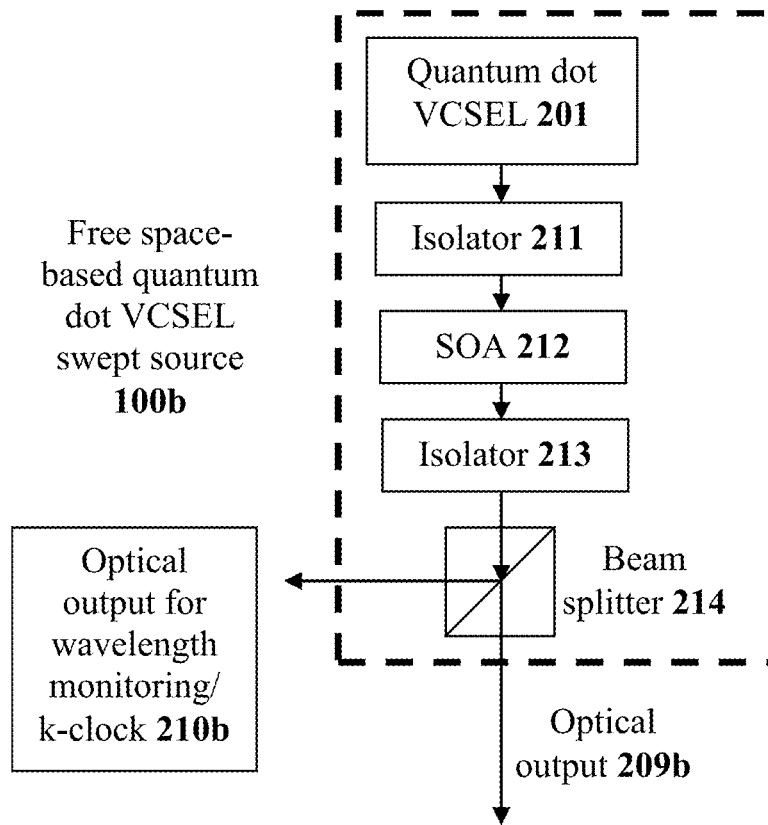 Quantum dot
VCSEL 201
Isolator 211
SOA 212
Isolator 213
Free space-
based quantum
dot VCSEL
swept source
100b
Beam
splitter 214
Optical
output for
wavelength
monitoring/
k-clock 210b
Optical
output 209b